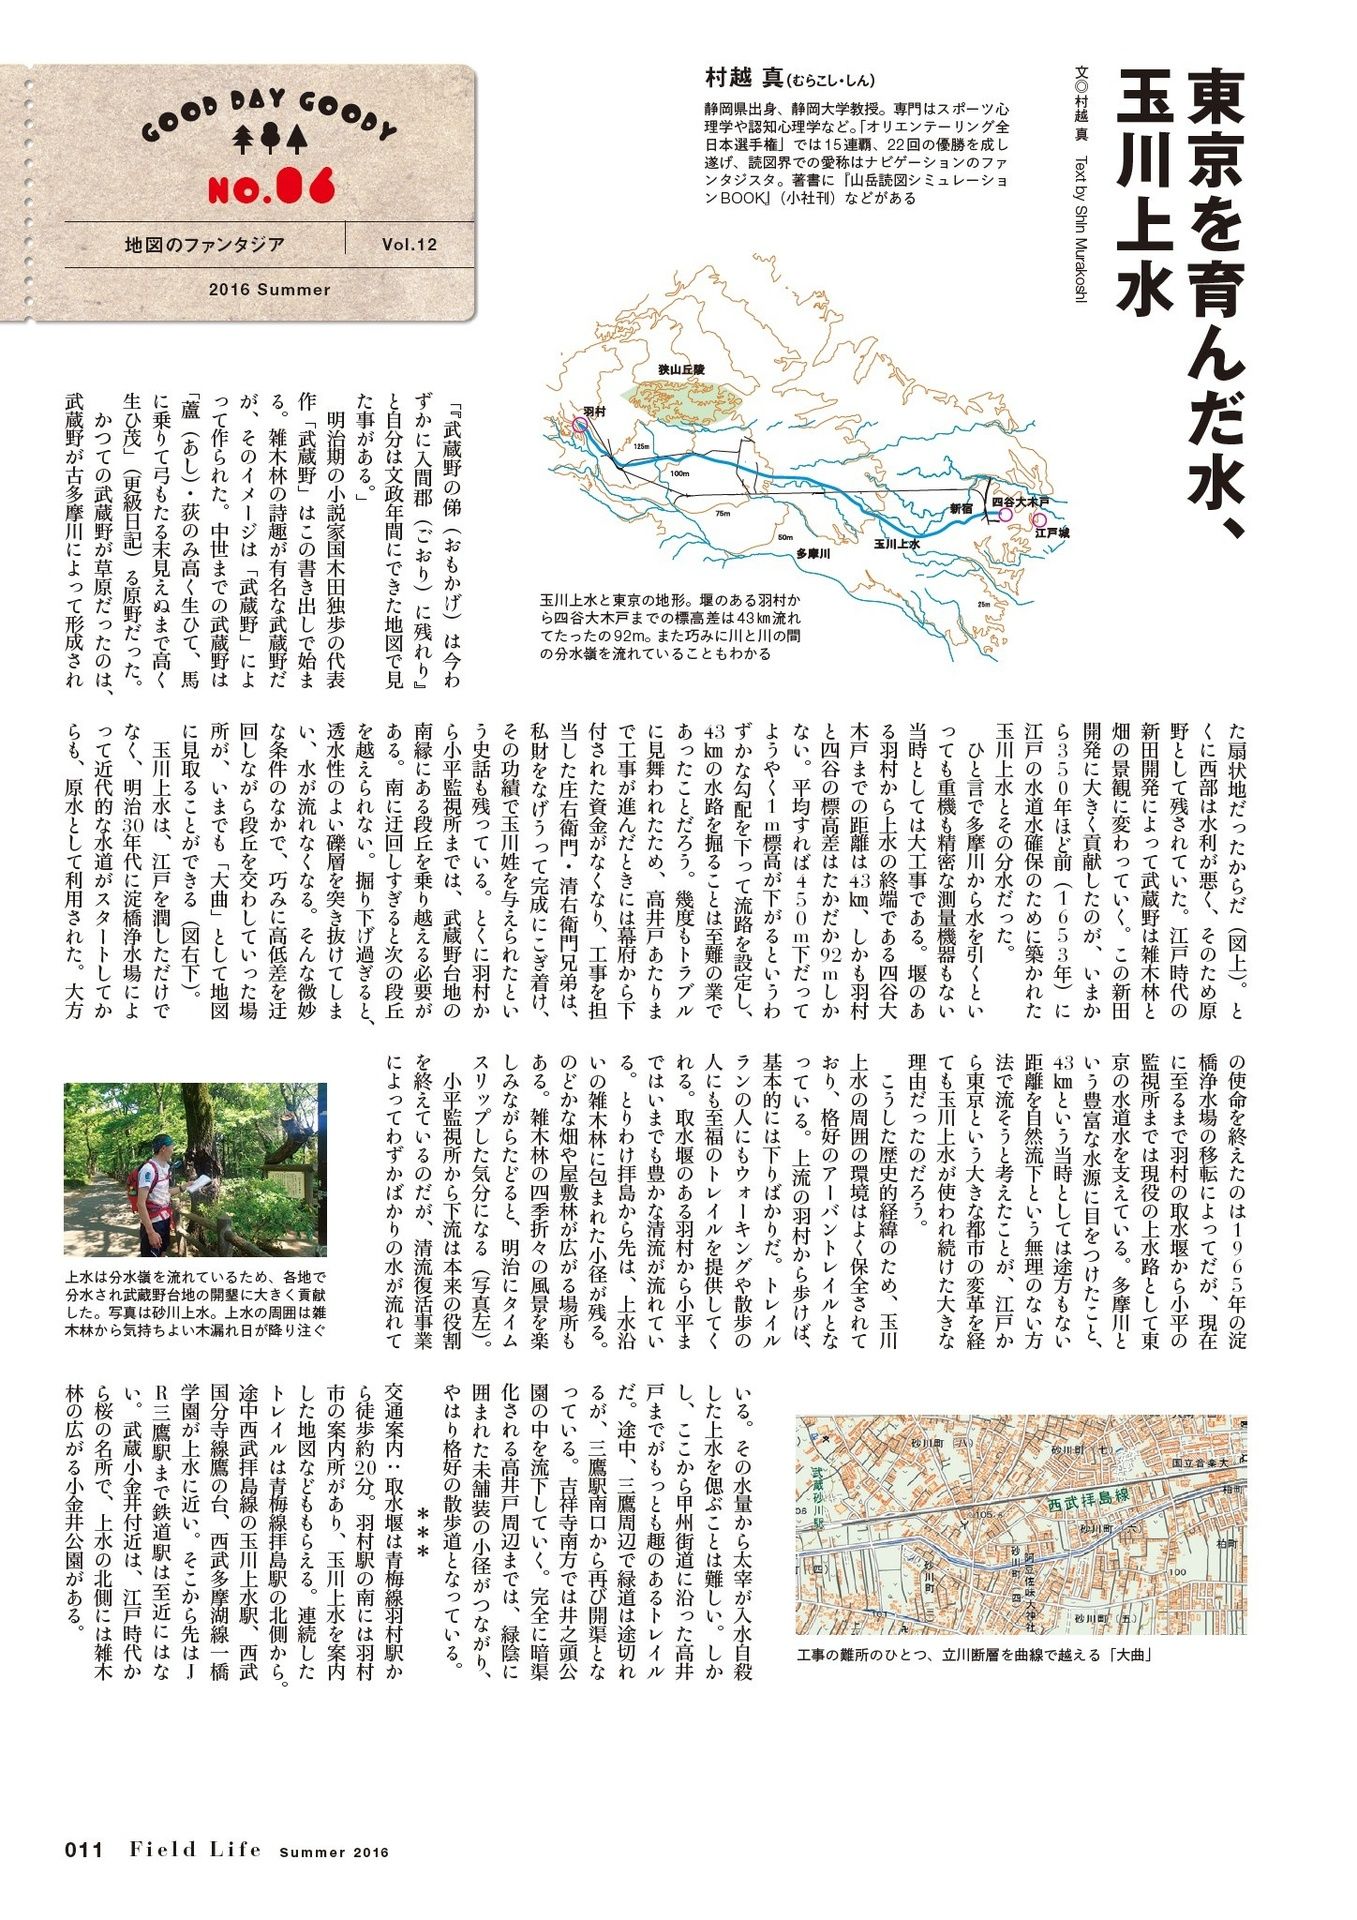 東京を育んだ水、
玉川上水
文◎村越 真　Text by Shin Murakoshi
村越 真(むらこし・しん)
静岡県出身、静岡大学教授。専門はスポーツ心
理学や認知心理学など。「オリエンテーリング全
日本選手権」では15連覇、22回の優勝を成し
遂げ、読図界での愛称はナビゲーションのファ
ンタジスタ。著書に『山岳読図シミュレーショ
ンBOOK』(小社刊)などがある
GOOD DAY GOODY
NO.06
地図のファンタジア
Vol.12
2016 Summer
狭山丘陵
羽村
125m
100m
75m
50m
25m
新宿
四谷大木戸
江戸城
玉川上水
多摩川
玉川上水と東京の地形。堰のある羽村か
ら四谷大木戸までの標高差は43㎞流れ
てたったの92m。また巧みに川と川の間
の分水嶺を流れていることもわかる
「『武蔵野の俤（おもかげ）は今わ
ずかに入間郡（ごおり）に残れり』
と自分は文政年間にできた地図で見
た事がある。」
　明治期の小説家国木田独歩の代表
作「武蔵野」はこの書き出しで始ま
る。雑木林の詩趣が有名な武蔵野だ
が、そのイメージは「武蔵野」によ
って作られた。中世までの武蔵野は
「蘆（あし）・荻のみ高く生ひて、馬
に乗りて弓もたる末見えぬまで高く
生ひ茂」（更級日記）る原野だった。
　かつての武蔵野が草原だったのは、
武蔵野が古多摩川によって形成され
た扇状地だったからだ（図上）。と
くに西部は水利が悪く、そのため原
野として残されていた。江戸時代の
新田開発によって武蔵野は雑木林と
畑の景観に変わっていく。この新田
開発に大きく貢献したのが、いまか
ら350年ほど前（1653年）に
江戸の水道水確保のために築かれた
玉川上水とその分水だった。
　ひと言で多摩川から水を引くとい
っても重機も精密な測量機器もない
当時としては大工事である。堰のあ
る羽村から上水の終端である四谷大
木戸までの距離は43㎞、しかも羽村
と四谷の標高差はたかだか92mしか
ない。平均すれば450m下だって
ようやく1m標高が下がるというわ
ずかな勾配を下って流路を設定し、
43㎞の水路を掘ることは至難の業で
あったことだろう。幾度もトラブル
に見舞われたため、高井戸あたりま
で工事が進んだときには幕府から下
付された資金がなくなり、工事を担
当した庄右衛門・清右衛門兄弟は、
私財をなげうって完成にこぎ着け、
その功績で玉川姓を与えられたとい
う史話も残っている。とくに羽村か
ら小平監視所までは、武蔵野台地の
南縁にある段丘を乗り越える必要が
ある。南に迂回しすぎると次の段丘
を越えられない。掘り下げ過ぎると、
透水性のよい礫層を突き抜けてしま
い、水が流れなくなる。そんな微妙
な条件のなかで、巧みに高低差を迂
回しながら段丘を交わしていった場
所が、いまでも「大曲」として地図
に見取ることができる（図右下）。
　玉川上水は、江戸を潤しただけで
なく、明治30年代に淀橋浄水場によ
って近代的な水道がスタートしてか
らも、原水として利用された。大方
の使命を終えたのは1965年の淀
橋浄水場の移転によってだが、現在
に至るまで羽村の取水堰から小平の
監視所までは現役の上水路として東
京の水道水を支えている。多摩川と
いう豊富な水源に目をつけたこと、
43㎞という当時としては途方もない
距離を自然流下という無理のない方
法で流そうと考えたことが、江戸か
ら東京という大きな都市の変革を経
ても玉川上水が使われ続けた大きな
理由だったのだろう。
　こうした歴史的経緯のため、玉川
上水の周囲の環境はよく保全されて
おり、格好のアーバントレイルとな
っている。上流の羽村から歩けば、
基本的には下りばかりだ。トレイル
ランの人にもウォーキングや散歩の
人にも至福のトレイルを提供してく
れる。取水堰のある羽村から小平ま
ではいまでも豊かな清流が流れてい
る。とりわけ拝島から先は、上水沿
いの雑木林に包まれた小径が残る。
のどかな畑や屋敷林が広がる場所も
ある。雑木林の四季折々の風景を楽
しみながらたどると、明治にタイム
スリップした気分になる（写真左）。
　小平監視所から下流は本来の役割
を終えているのだが、清流復活事業
によってわずかばかりの水が流れて
上水は分水嶺を流れているため、各地で
分水され武蔵野台地の開墾に大きく貢献
した。写真は砂川上水。上水の周囲は雑
木林から気持ちよい木漏れ日が降り注ぐ
砂川町(八)
砂川町(七)
国立音楽大
武蔵砂川駅
西武拝島線
105.
砂川町(六)
柏町
砂川町
砂川町(四)
阿豆佐味天神社
柏町
100
101.
(四)
砂川町(五)
工事の難所のひとつ、立川断層を曲線で越える「大曲」
いる。その水量から太宰が入水自殺
した上水を偲ぶことは難しい。しか
し、ここから甲州街道に沿った高井
戸までがもっとも趣のあるトレイル
だ。途中、三鷹周辺で緑道は途切れ
るが、三鷹駅南口から再び開渠とな
っている。吉祥寺南方では井之頭公
園の中を流下していく。完全に暗渠
化される高井戸周辺までは、緑陰に
囲まれた未舗装の小径がつながり、
やはり格好の散歩道となっている。
＊＊＊
交通案内：取水堰は青梅線羽村駅か
ら徒歩約20分。羽村駅の南には羽村
市の案内所があり、玉川上水を案内
した地図などももらえる。連続した
トレイルは青梅線拝島駅の北側から。
途中西武拝島線の玉川上水駅、西武
国分寺線鷹の台、西武多摩湖線一橋
学園が上水に近い。そこから先はJ
R三鷹駅まで鉄道駅は至近にはな
い。武蔵小金井付近は、江戸時代か
ら桜の名所で、上水の北側には雑木
林の広がる小金井公園がある。
011 Field Life Summer 2016